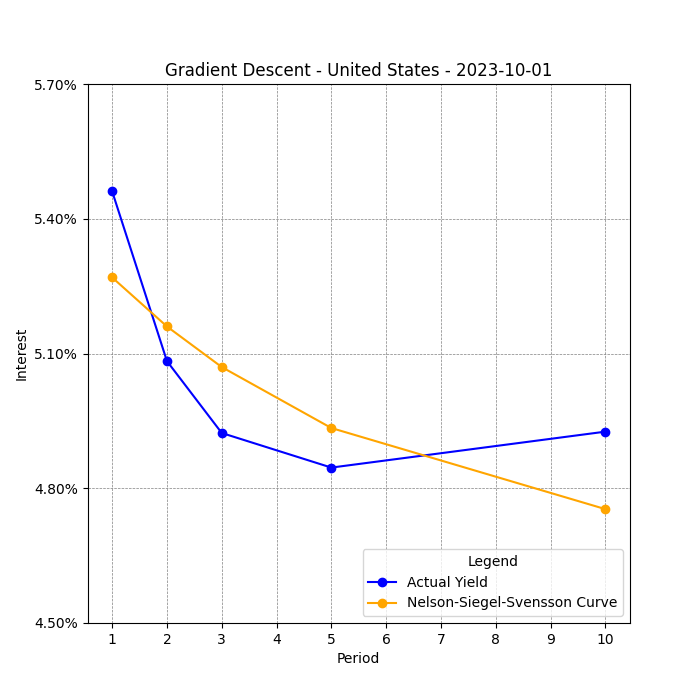 Gradient Descent - United States - 2023-10-01
5.70%
5.40%
5.10%
4.80%
4.50%
Interest
1 2 3 4 5 6 7 8 9 10
Period
Legend
Actual Yield
Nelson-Siegel-Svensson Curve